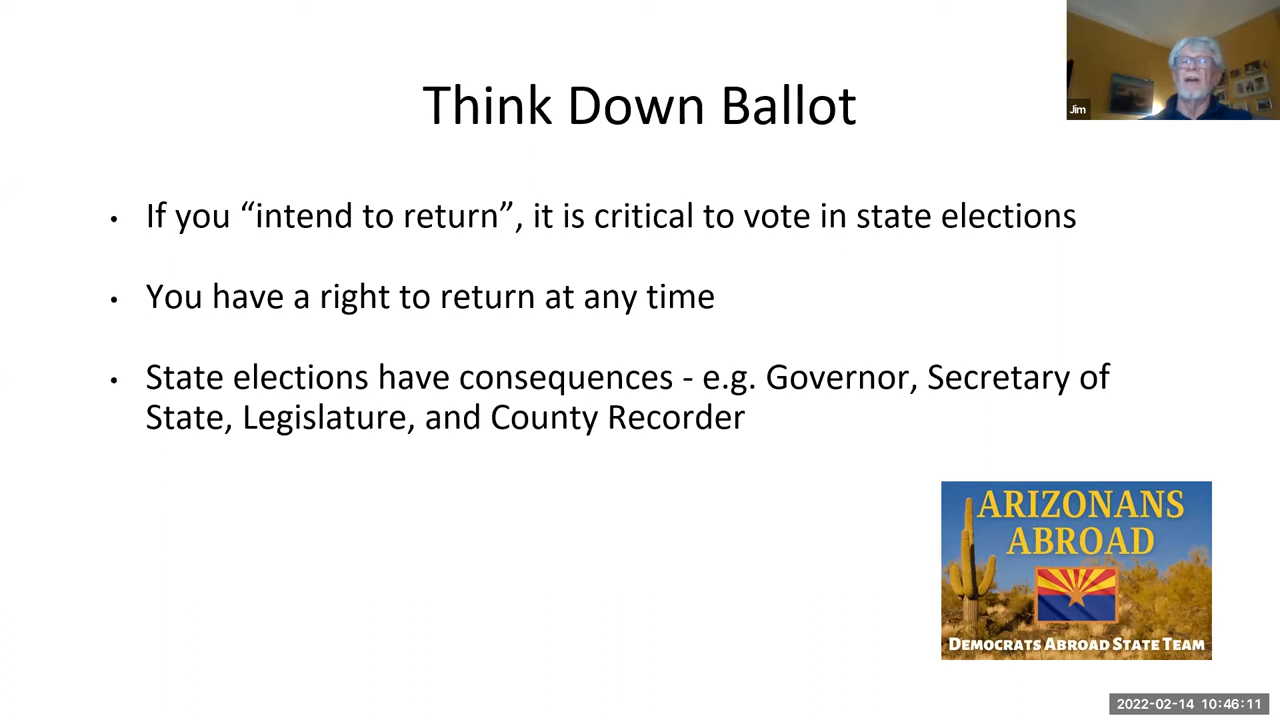 Think Down Ballot
Jim
• If you “intend to return”, it is critical to vote in state elections
• You have a right to return at any time
• State elections have consequences - e.g. Governor, Secretary of
State, Legislature, and County Recorder
ARIZONANS
ABROAD
DEMOCRATS ABROAD STATE TEAM
2022-02-14 10:46:11